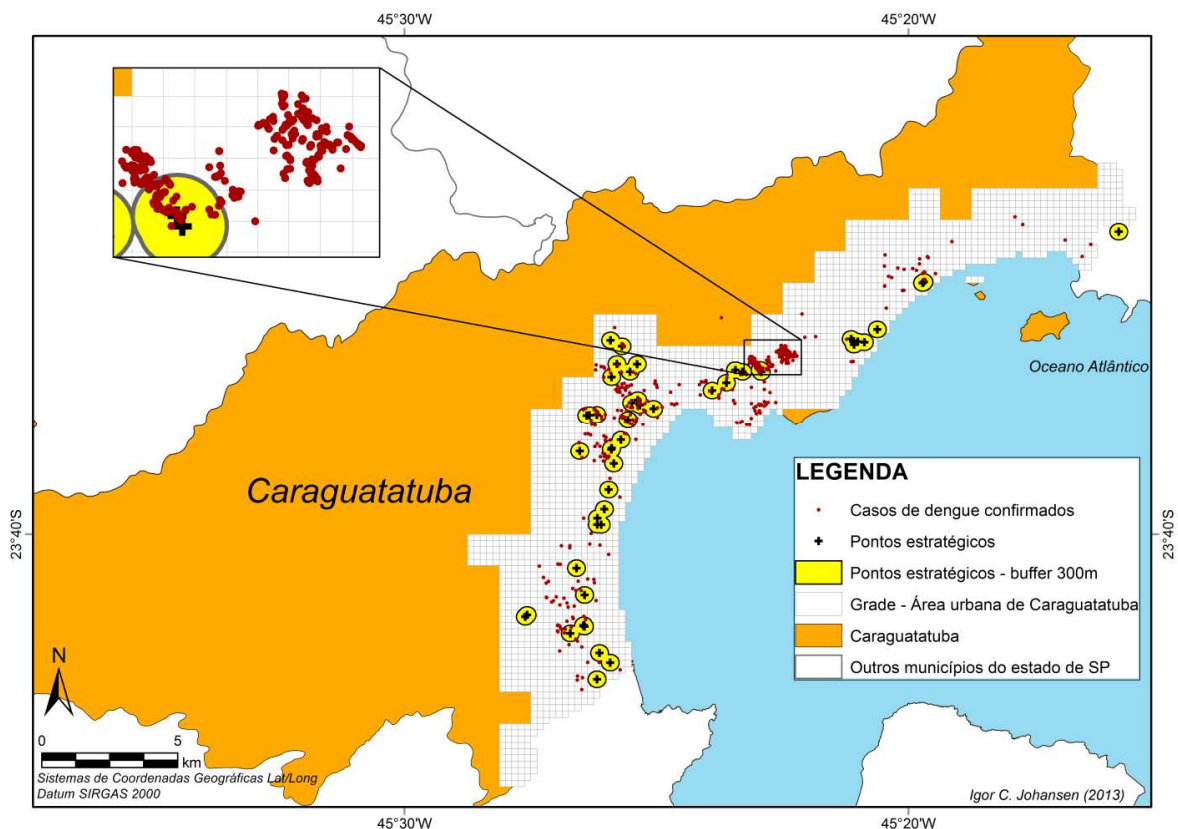 45°30'W
45°20'W
Oceano Atlântico
Caraguatatuba
23°40'S
23°40'S
LEGENDA
Casos de dengue confirmados
Pontos estratégicos
Pontos estratégicos - buffer 300m
Grade - Área urbana de Caraguatatuba
Caraguatatuba
Outros municípios do estado de SP
N
0 5
km
Sistemas de Coordenadas Geográficas Lat/Long
Datum SIRGAS 2000
Igor C. Johansen (2013)
45°30'W
45°20'W